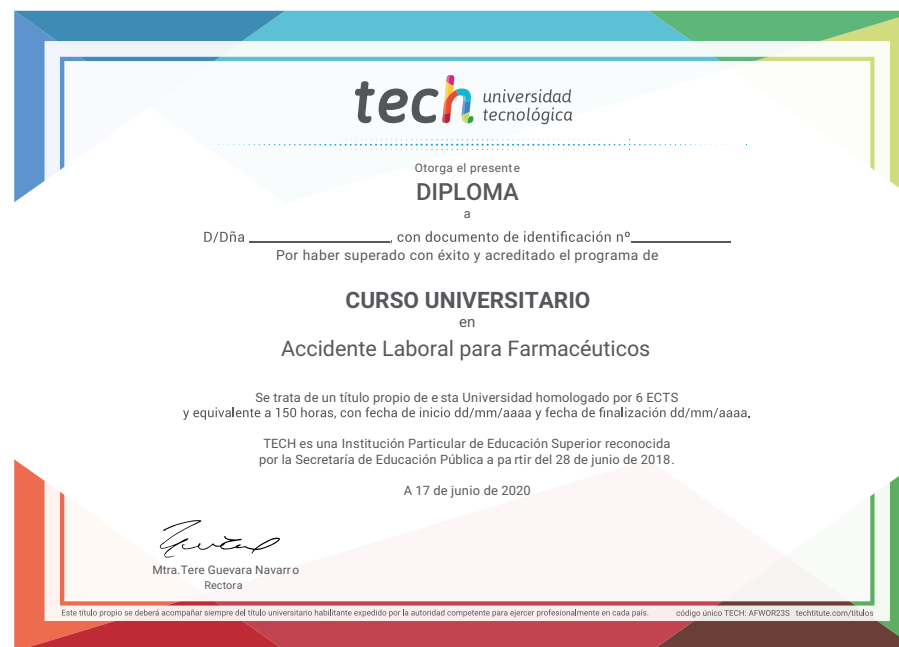 tech universidad
tecnológica
Otorga el presente
DIPLOMA
a
D/Dña ____________, con documento de identificación nº____________
Por haber superado con éxito y acreditado el programa de
CURSO UNIVERSITARIO
en
Accidente Laboral para Farmacéuticos
Se trata de un título propio de e sta Universidad homologado por 6 ECTS
y equivalente a 150 horas, con fecha de inicio dd/mm/aaaa y fecha de finalización dd/mm/aaaa.
TECH es una Institución Particular de Educación Superior reconocida
por la Secretaría de Educación Pública a pa rtir del 28 de junio de 2018.
A 17 de junio de 2020
Mtra.Tere Guevara Navarro
Rectora
Este título propio se deberá acompañar siempre del título universitario habilitante expedido por la autoridad competente para ejercer profesionalmente en cada país. código único TECH: AFWOR23S techtitute.com/titulos